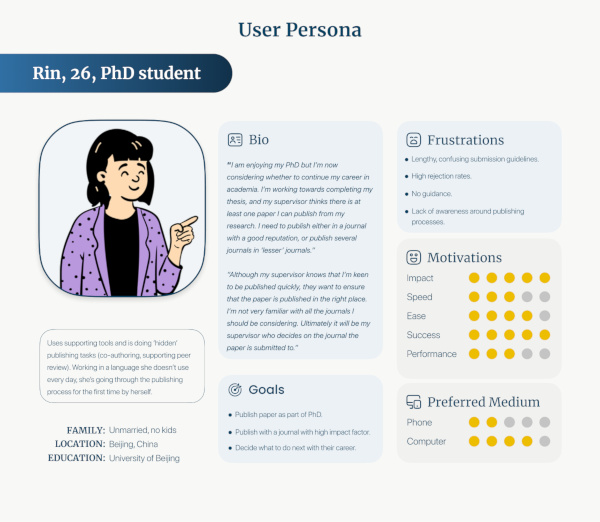 User Persona
Rin, 26, PhD student
Uses supporting tools and is doing ‘hidden’
publishing tasks (co-authoring, supporting peer
review). Working in a language she doesn't use
every day, she's going through the publishing
process for the first time by herself.
FAMILY: Unmarried, no kids
LOCATION: Beijing, China
EDUCATION: University of Beijing
Bio
"I am enjoying my PhD but I'm now
considering whether to continue my career in
academia. I'm working towards completing my
thesis, and my supervisor thinks there is at
least one paper I can publish from my
research. I need to publish either in a journal
with a good reputation, or publish several
journals in 'lesser' journals."
"Although my supervisor knows that I'm keen
to be published quickly, they want to ensure
that the paper is published in the right place.
I'm not very familiar with all the journals I
should be considering. Ultimately it will be my
supervisor who decides on the journal the
paper is submitted to."
Goals
• Publish paper as part of PhD.
• Publish with a journal with high impact factor.
• Decide what to do next with their career.
Frustrations
• Lengthy, confusing submission guidelines.
• High rejection rates.
• No guidance.
• Lack of awareness around publishing
processes.
Motivations
Impact
Speed
Ease
Success
Performance
Preferred Medium
Phone
Computer